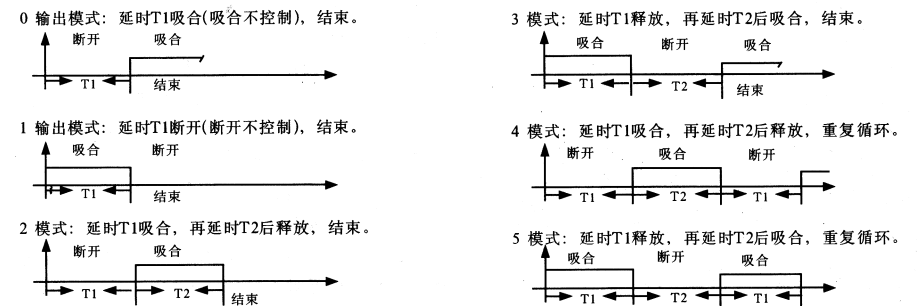 0 输出模式：延时T1吸合(吸合不控制)，结束。
断开 吸合
T1 结束
1 输出模式：延时T1断开(断开不控制)，结束。
吸合 断开
T1 结束
2 模式：延时T1吸合，再延时T2后释放，结束。
断开 吸合
T1 T2 结束
3 模式：延时T1释放，再延时T2后吸合，结束。
吸合 断开 吸合
T1 T2 结束
4 模式：延时T1吸合，再延时T2后释放，重复循环。
断开 吸合 断开
T1 T2 T1
5 模式：延时T1释放，再延时T2后吸合，重复循环。
吸合 断开 吸合
T1 T2 T1